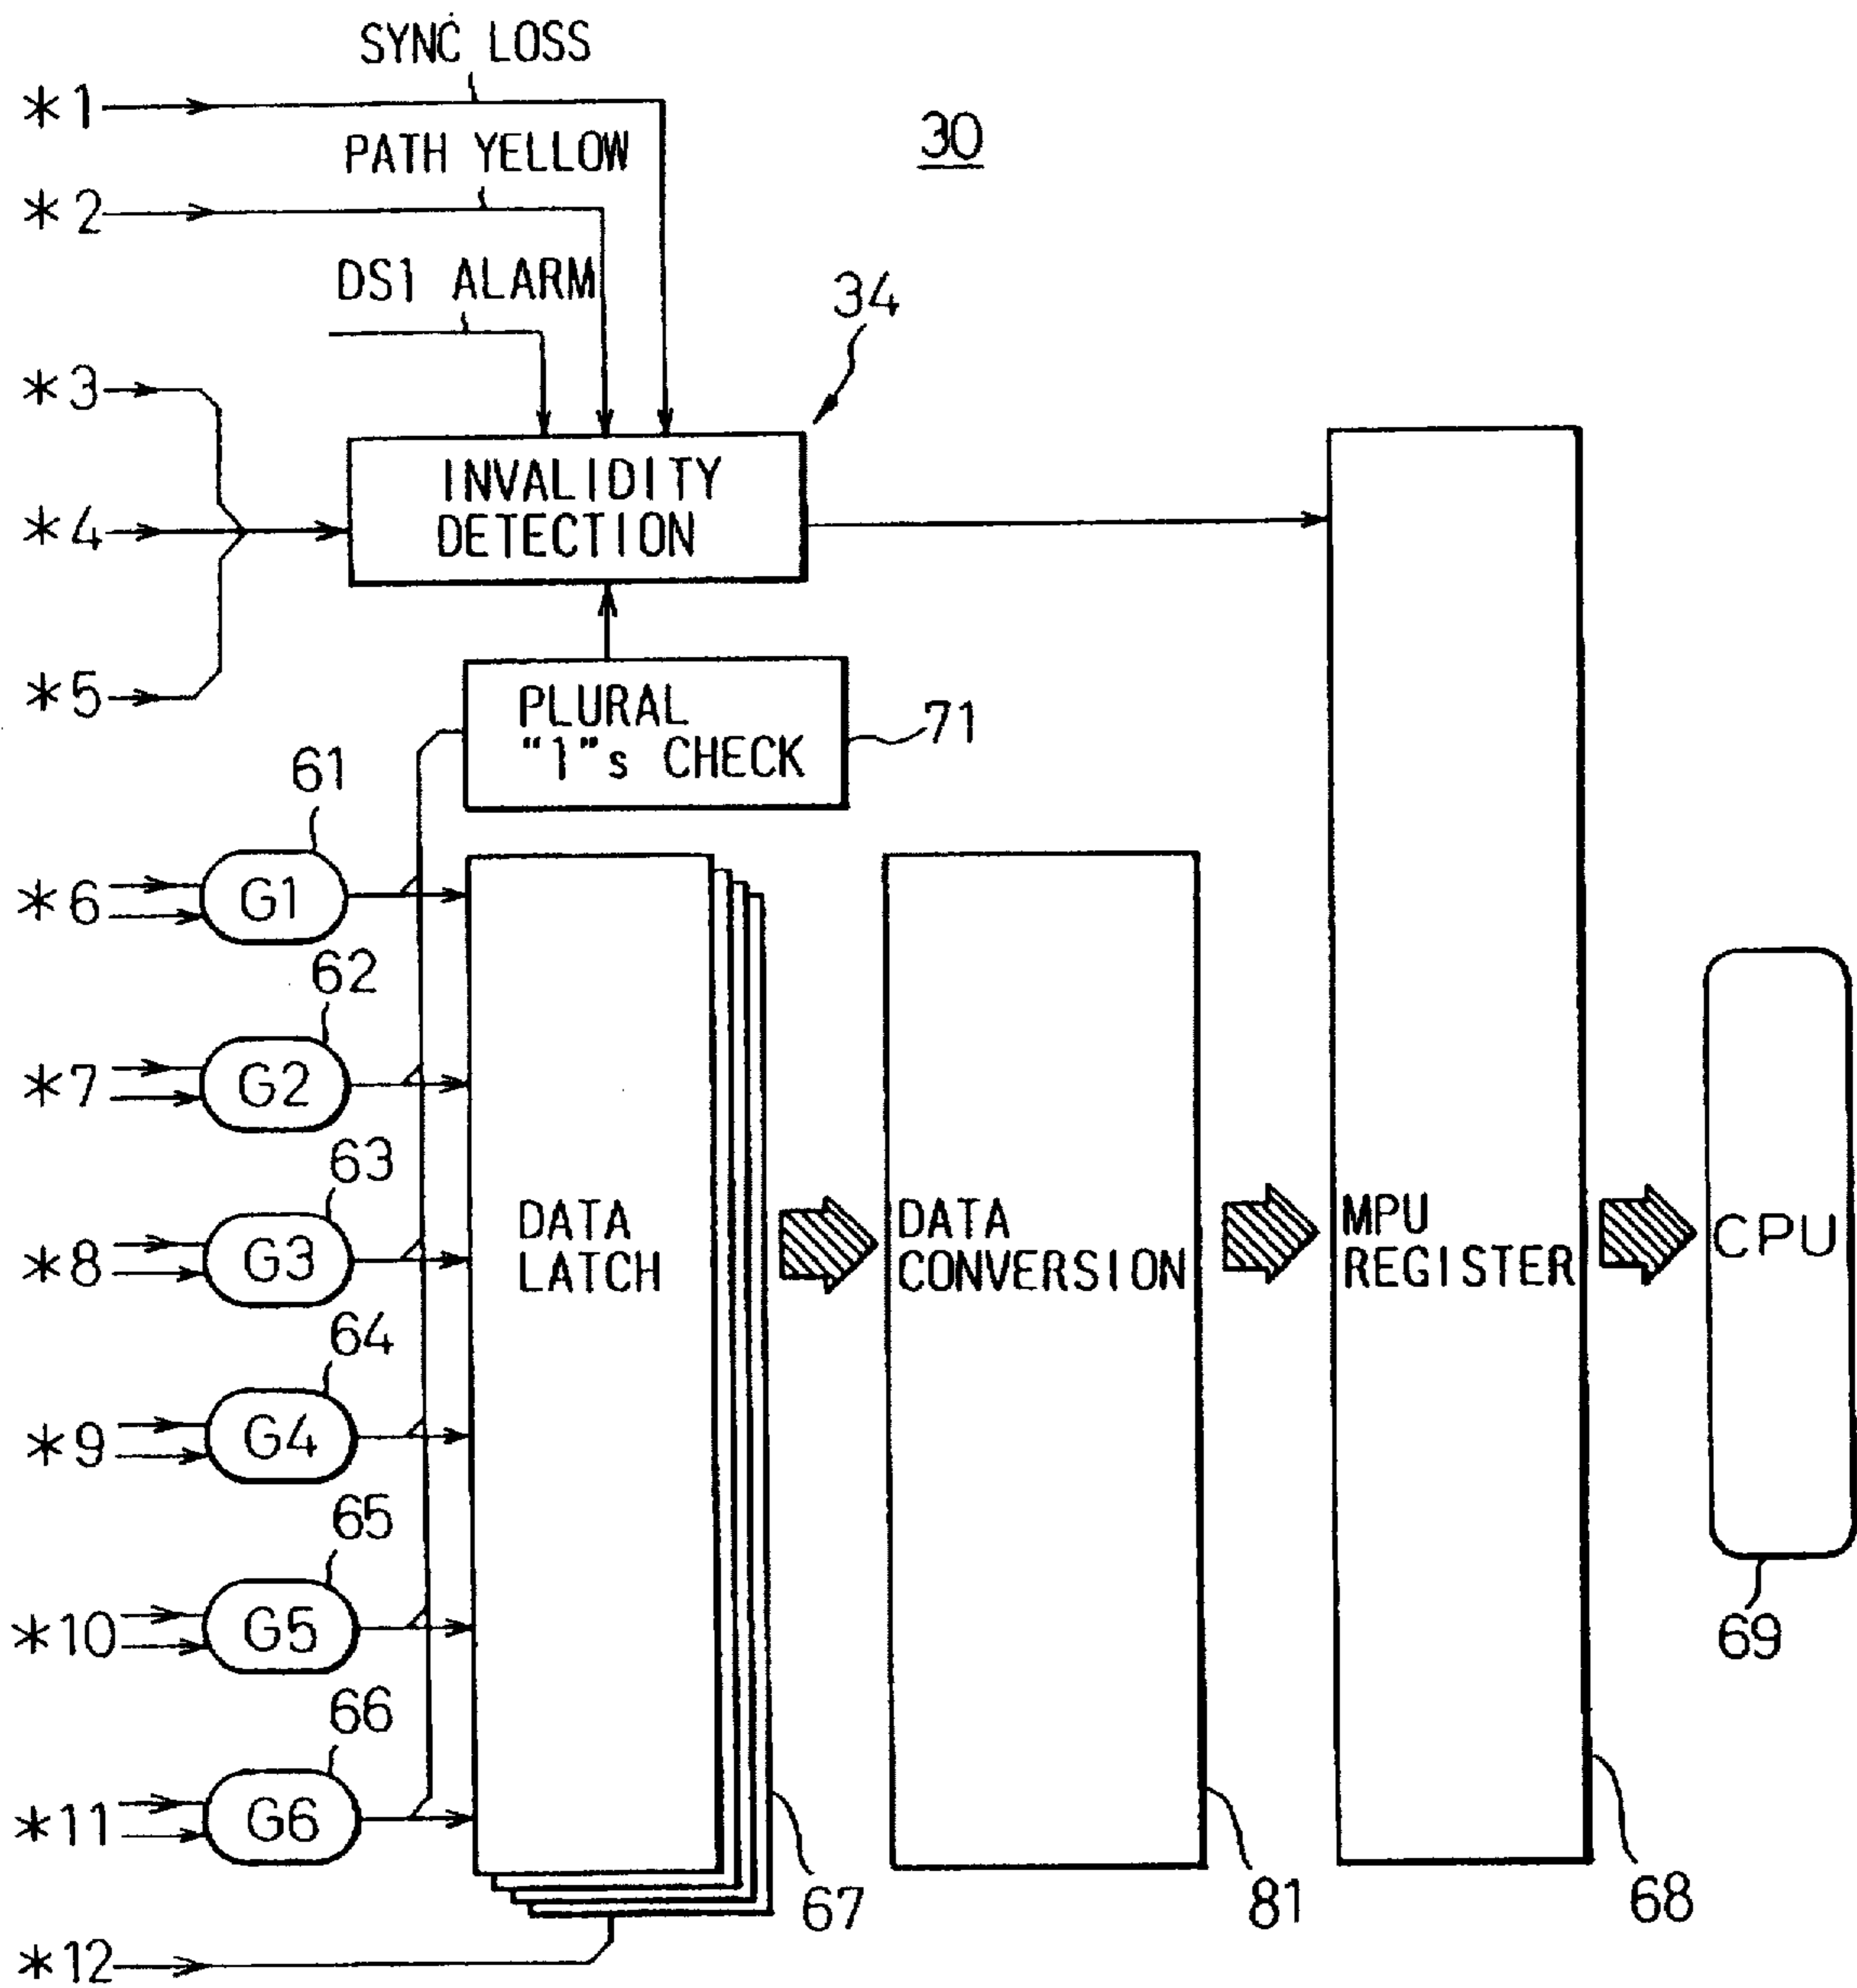 SYNC LOSS
*1
30
PATH YELLOW
*2
DS1 ALARM
34
*3
INVALIDITY
DETECTION
*4
*5
PLURAL
"1"s CHECK
71
61
*6
G1
62
*7
G2
63
*8
G3
DATA
LATCH
DATA
CONVERSION
MPU
REGISTER
CPU
64
*9
G4
65
*10
G5
69
66
*11
G6
67
81
68
*12